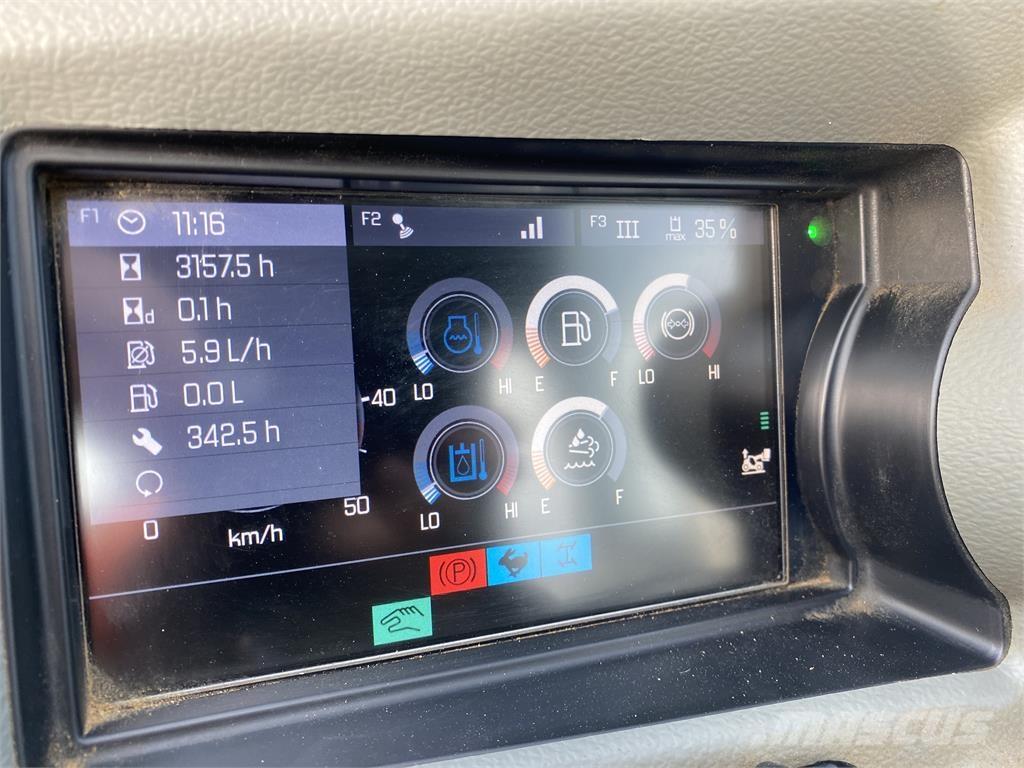 F1 11:16
F2
F3 III max 35%
3157.5 h
d 0.1 h
5.9 L/h
0.0 L
342.5 h
40
50
0
km/h
LO HI
E F
LO HI
LO HI
E F
(P)
MASCUS